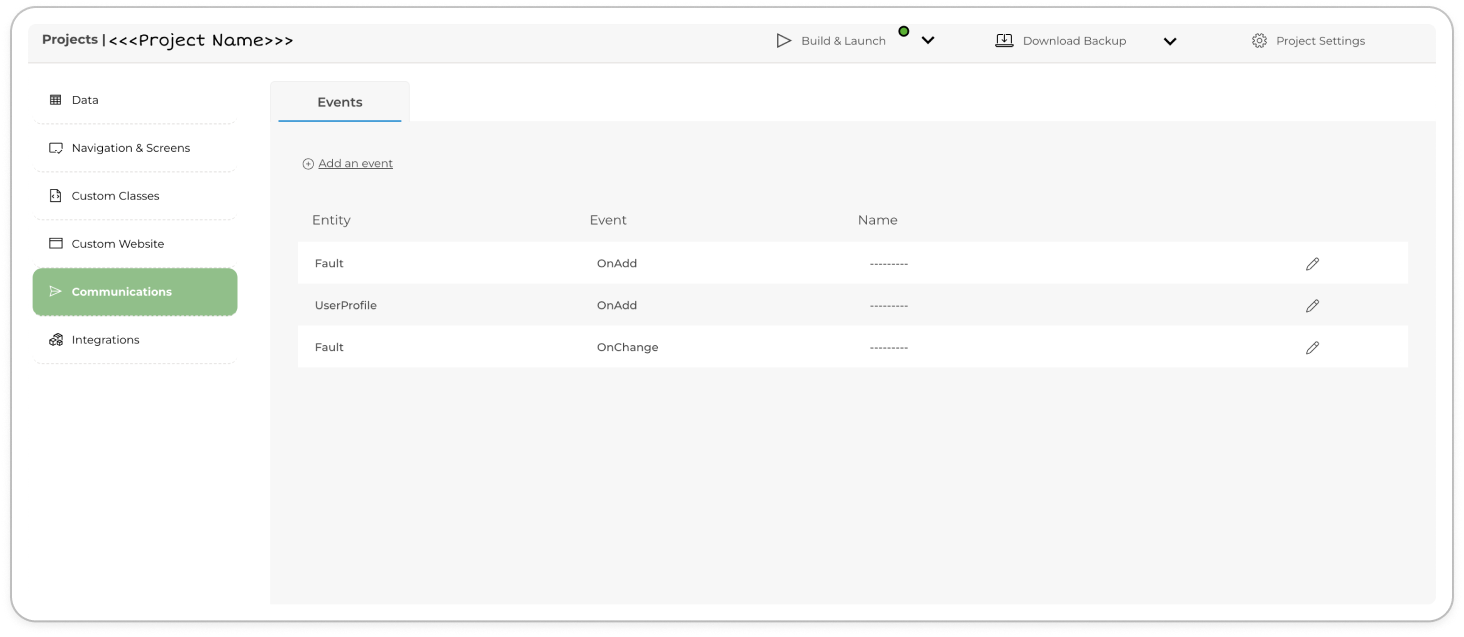 Projects | <<<Project Name>>>
Build & Launch
Download Backup
Project Settings
Data
Navigation & Screens
Custom Classes
Custom Website
Communications
Integrations
Events
Add an event
Entity Event Name
Fault OnAdd ---------
UserProfile OnAdd ---------
Fault OnChange ---------